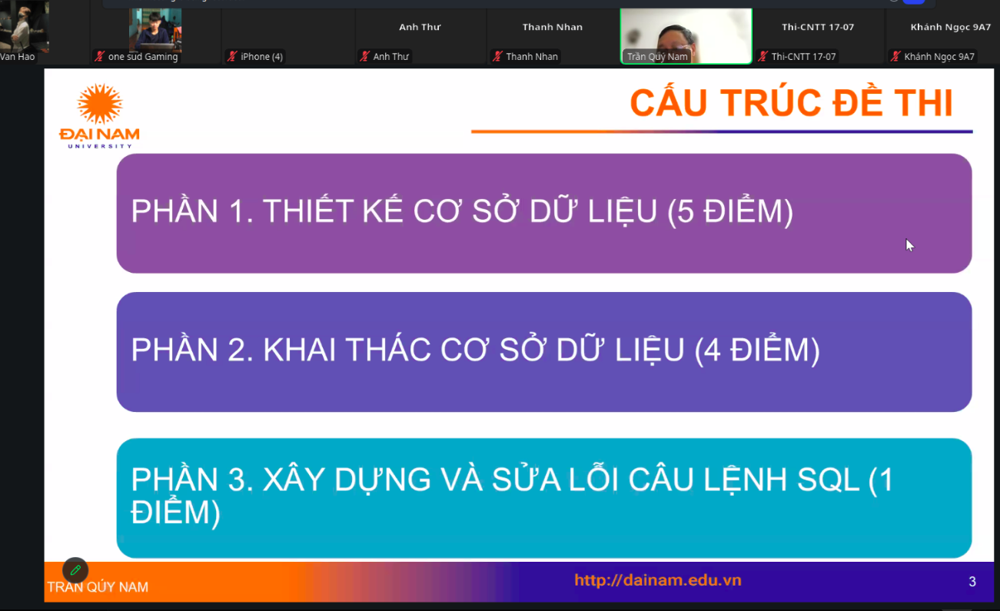 Anh Thư
Thanh Nhan
Thi-CNTT 17-07
Khánh Ngọc 9A7
Van Hao
one sud Gaming
iPhone (4)
Anh Thư
Thanh Nhan
Trần Quý Nam
Thi-CNTT 17-07
Khánh Ngọc 9A7
CẤU TRÚC ĐỀ THI
ĐẠI NAM
UNIVERSITY
PHẦN 1. THIẾT KẾ CƠ SỞ DỮ LIỆU (5 ĐIỂM)
PHẦN 2. KHAI THÁC CƠ SỞ DỮ LIỆU (4 ĐIỂM)
PHẦN 3. XÂY DỰNG VÀ SỬA LỖI CÂU LỆNH SQL (1
ĐIỂM)
TRẦN QÚY NAM
http://dainam.edu.vn
3